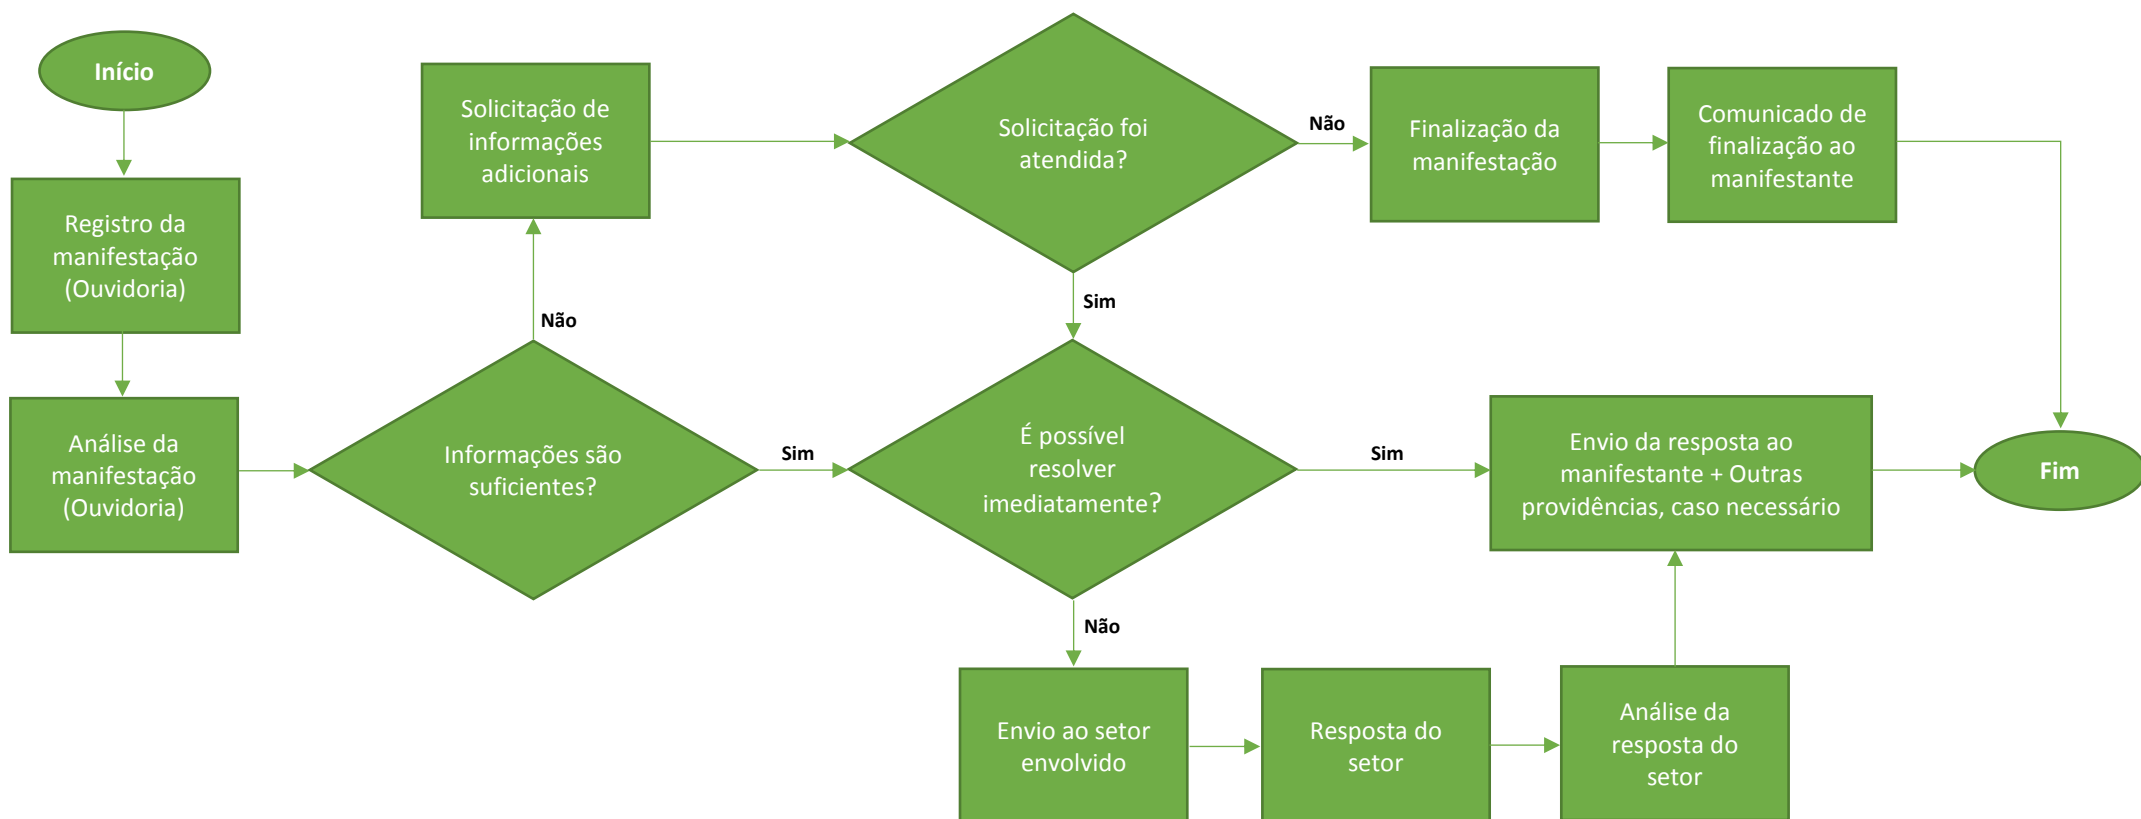 Início
Registro da
manifestação
(Ouvidoria)
Análise da
manifestação
(Ouvidoria)
Informações são
suficientes?
Não
Sim
Solicitação de
informações
adicionais
Solicitação foi
atendida?
Não
Sim
Finalização da
manifestação
Comunicado de
finalização ao
manifestante
É possível
resolver
imediatamente?
Sim
Não
Envio da resposta ao
manifestante + Outras
providências, caso necessário
Fim
Envio ao setor
envolvido
Resposta do
setor
Análise da
resposta do
setor